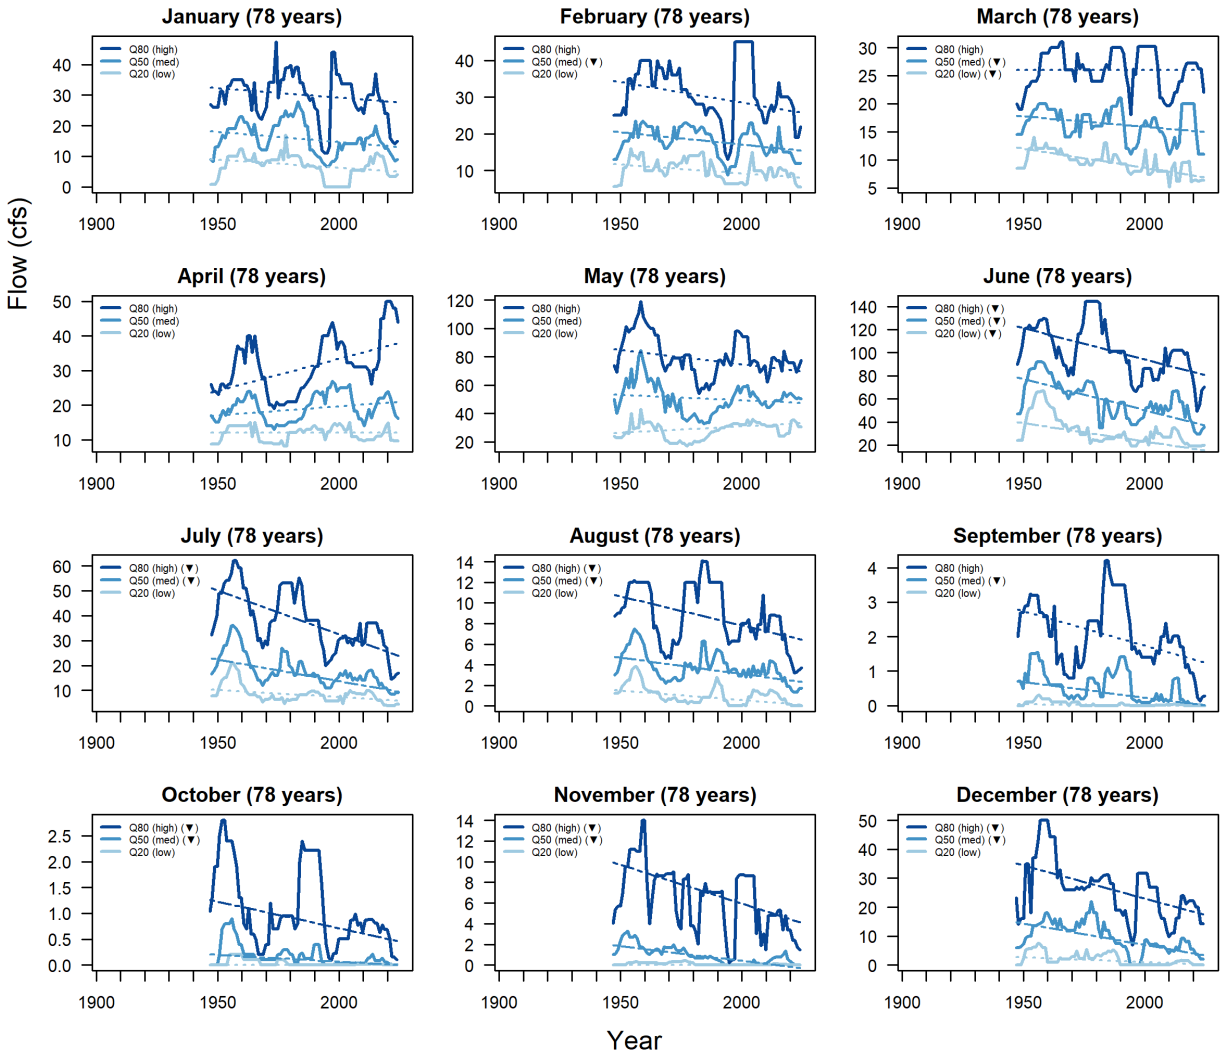 January (78 years)
Q80 (high)
Q50 (med)
Q20 (low)
40
30
20
10
0
1900 1950 2000
February (78 years)
Q80 (high)
Q50 (med) (▼)
Q20 (low)
40
30
20
10
1900 1950 2000
March (78 years)
Q80 (high)
Q50 (med) (▼)
Q20 (low) (▼)
30
25
20
15
10
5
1900 1950 2000
Flow (cfs)
April (78 years)
Q80 (high)
Q50 (med)
Q20 (low)
50
40
30
20
10
1900 1950 2000
May (78 years)
Q80 (high)
Q50 (med)
Q20 (low)
120
100
80
60
40
20
1900 1950 2000
June (78 years)
Q80 (high) (▼)
Q50 (med) (▼)
Q20 (low) (▼)
140
120
100
80
60
40
20
1900 1950 2000
July (78 years)
Q80 (high) (▼)
Q50 (med) (▼)
Q20 (low)
60
50
40
30
20
10
1900 1950 2000
August (78 years)
Q80 (high) (▼)
Q50 (med) (▼)
Q20 (low)
14
12
10
8
6
4
2
0
1900 1950 2000
September (78 years)
Q80 (high)
Q50 (med) (▼)
Q20 (low)
4
3
2
1
0
1900 1950 2000
October (78 years)
Q80 (high) (▼)
Q50 (med) (▼)
Q20 (low)
2.5
2.0
1.5
1.0
0.5
0.0
1900 1950 2000
November (78 years)
Q80 (high) (▼)
Q50 (med) (▼)
Q20 (low)
14
12
10
8
6
4
2
0
1900 1950 2000
December (78 years)
Q80 (high) (▼)
Q50 (med) (▼)
Q20 (low)
50
40
30
20
10
0
1900 1950 2000
Year